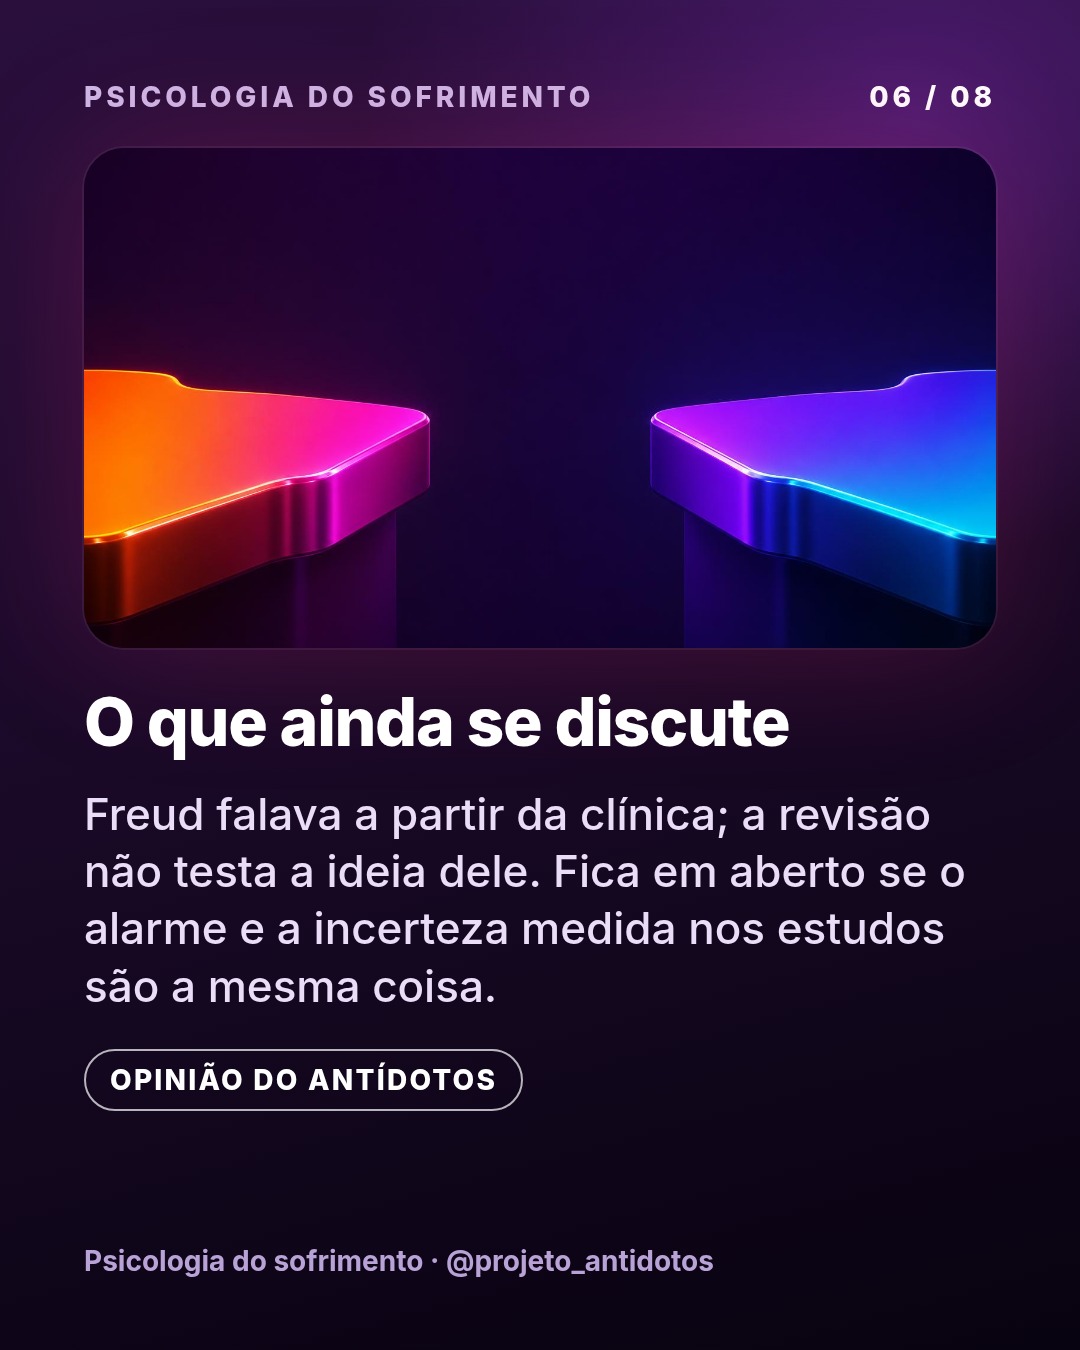 PSICOLOGIA DO SOFRIMENTO
06 / 08
O que ainda se discute
Freud falava a partir da clínica; a revisão
não testa a ideia dele. Fica em aberto se o
alarme e a incerteza medida nos estudos
são a mesma coisa.
OPINIÃO DO ANTÍDOTOS
Psicologia do sofrimento · @projeto_antidotos